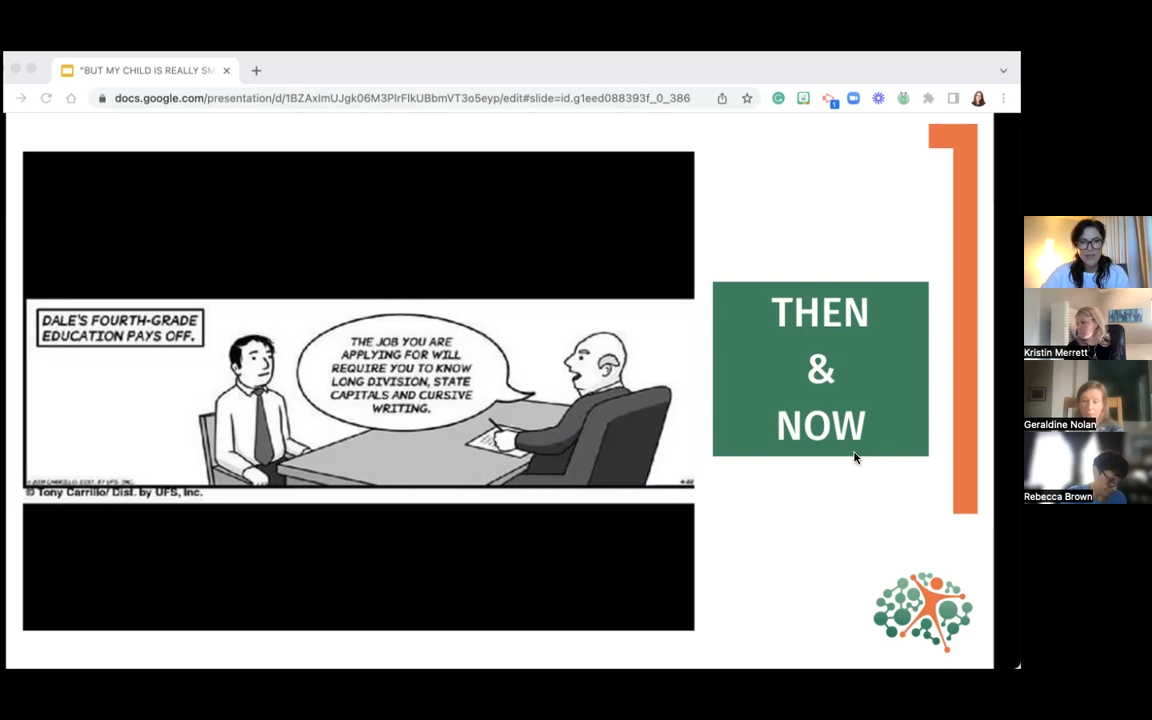 "BUT MY CHILD IS REALLY SM
docs.google.com/presentation/d/1BZAxImUJgk06M3PlrFlkUBbmVT3o5eyp/edit#slide=id.g1eed088393f_0_386
1
DALE'S FOURTH-GRADE
EDUCATION PAYS OFF.
THE JOB YOU ARE
APPLYING FOR WILL
REQUIRE YOU TO KNOW
LONG DIVISION, STATE
CAPITALS AND CURSIVE
WRITING.
© Tony Carrillo/ Dist. by UFS, Inc.
THEN
&
NOW
Kristin Merrett
Geraldine Nolan
Rebecca Brown